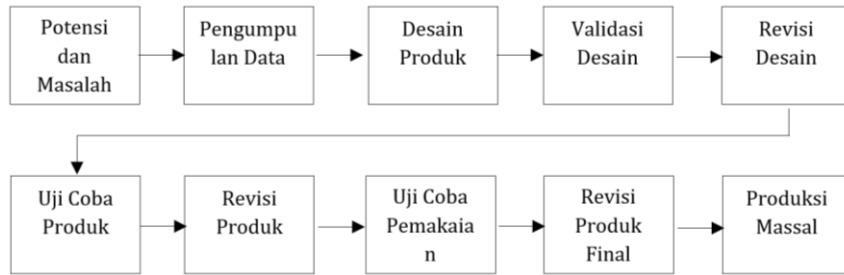 Potensi
dan
Masalah
Pengumpu
lan Data
Desain
Produk
Validasi
Desain
Revisi
Desain
Uji Coba
Produk
Revisi
Produk
Uji Coba
Pemakaia
n
Revisi
Produk
Final
Produksi
Massal